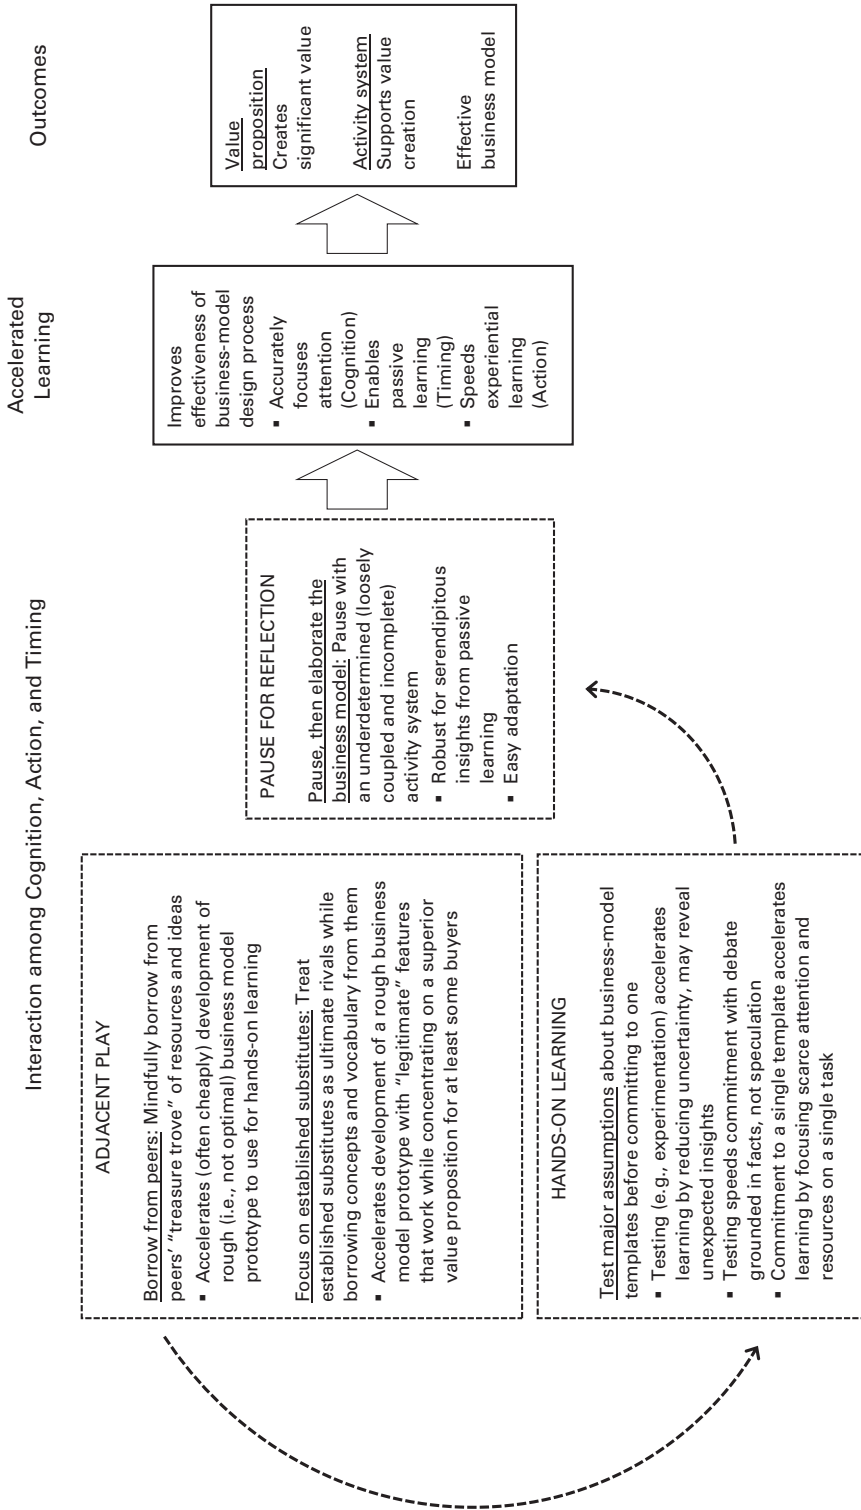 Interaction among Cognition, Action, and Timing
Accelerated
Learning
Outcomes
ADJACENT PLAY
Borrow from peers: Mindfully borrow from
peers’ “treasure trove” of resources and ideas
▪ Accelerates (often cheaply) development of
rough (i.e., not optimal) business model
prototype to use for hands-on learning
Focus on established substitutes: Treat
established substitutes as ultimate rivals while
borrowing concepts and vocabulary from them
▪ Accelerates development of a rough business
model prototype with “legitimate” features
that work while concentrating on a superior
value proposition for at least some buyers
HANDS-ON LEARNING
Test major assumptions about business-model
templates before committing to one
▪ Testing (e.g., experimentation) accelerates
learning by reducing uncertainty, may reveal
unexpected insights
▪ Testing speeds commitment with debate
grounded in facts, not speculation
▪ Commitment to a single template accelerates
learning by focusing scarce attention and
resources on a single task
PAUSE FOR REFLECTION
Pause, then elaborate the
business model: Pause with
an underdetermined (loosely
coupled and incomplete)
activity system
▪ Robust for serendipitous
insights from passive
learning
▪ Easy adaptation
Improves
effectiveness of
business-model
design process
▪ Accurately
focuses
attention
(Cognition)
▪ Enables
passive
learning
(Timing)
▪ Speeds
experiential
learning
(Action)
Value
proposition
Creates
significant value
Activity system
Supports value
creation
Effective
business model